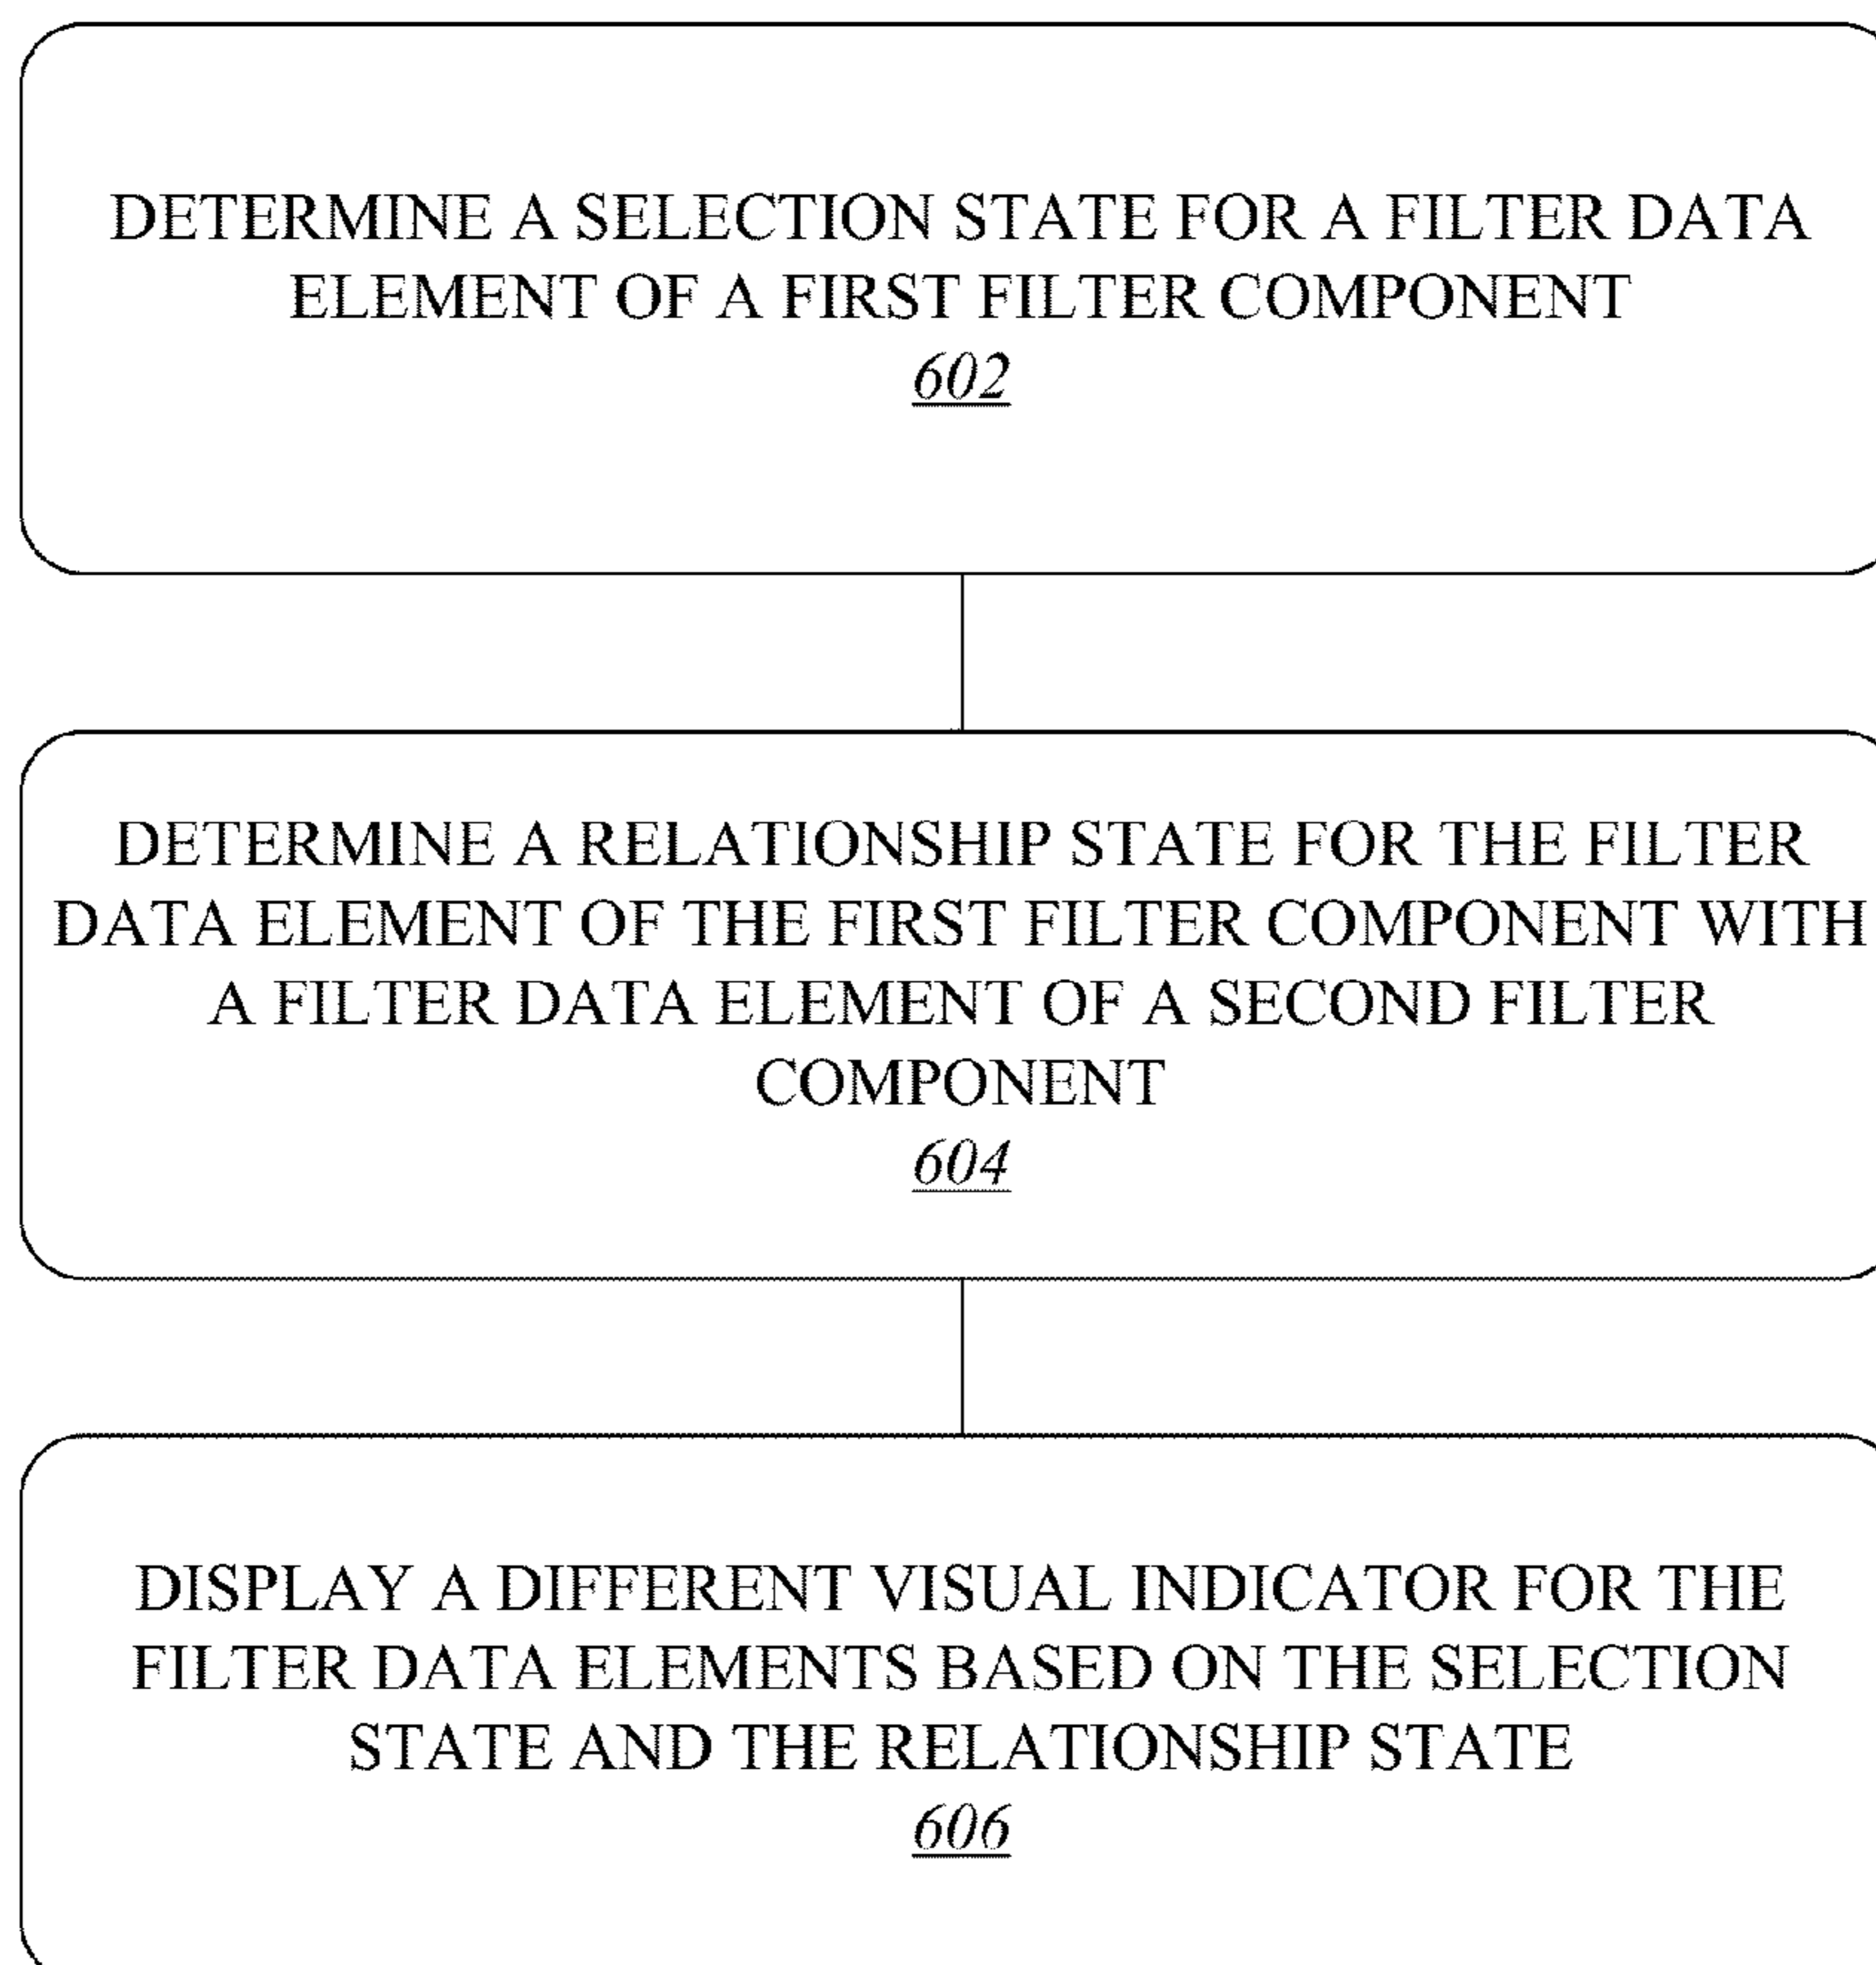 DETERMINE A SELECTION STATE FOR A FILTER DATA
ELEMENT OF A FIRST FILTER COMPONENT
602
DETERMINE A RELATIONSHIP STATE FOR THE FILTER
DATA ELEMENT OF THE FIRST FILTER COMPONENT WITH
A FILTER DATA ELEMENT OF A SECOND FILTER
COMPONENT
604
DISPLAY A DIFFERENT VISUAL INDICATOR FOR THE
FILTER DATA ELEMENTS BASED ON THE SELECTION
STATE AND THE RELATIONSHIP STATE
606